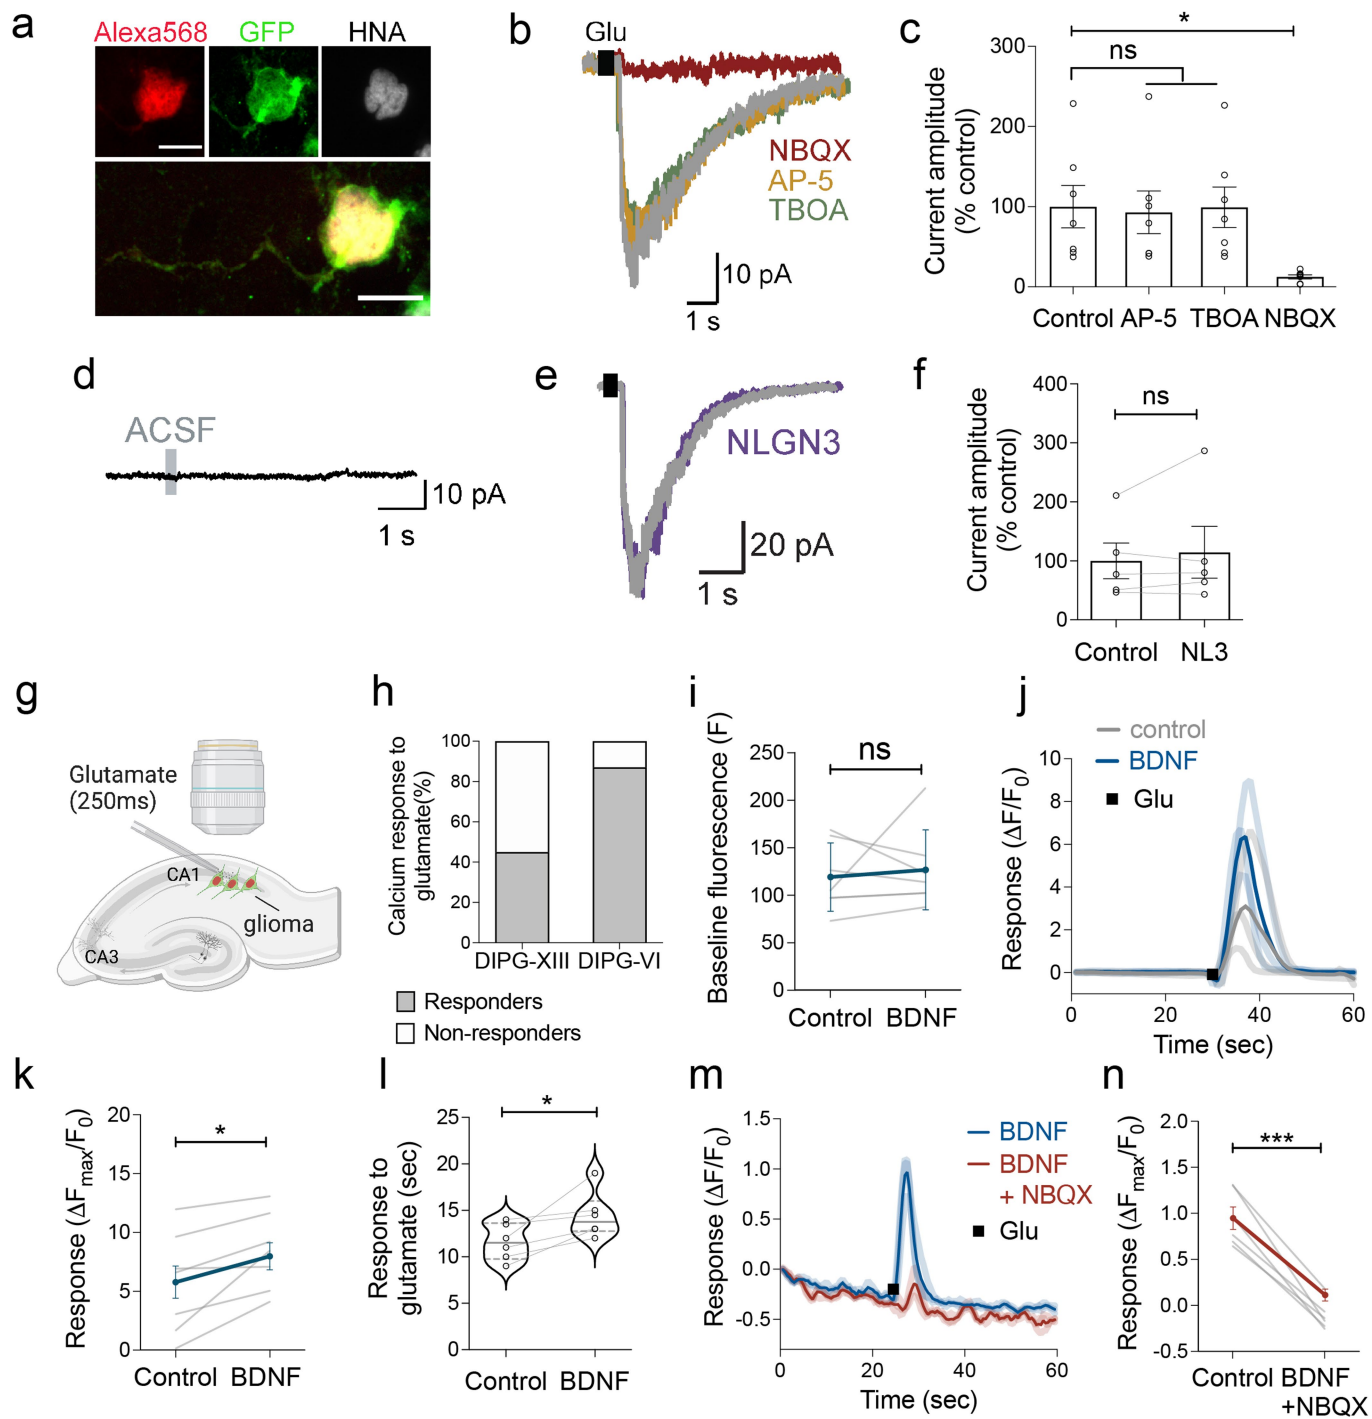 a
Alexa568 GFP HNA
b
Glu
NBQX
AP-5
TBOA
10 pA
1 s
c
*
ns
300
200
100
0
Current amplitude
(% control)
Control AP-5 TBOA NBQX
d
ACSF
10 pA
1 s
e
NLGN3
20 pA
1 s
f
ns
400
300
200
100
0
Current amplitude
(% control)
Control NL3
g
Glutamate
(250ms)
CA1
CA3
glioma
h
100
80
60
40
20
0
Calcium response to
glutamate(%)
DIPG-XIII DIPG-VI
Responders
Non-responders
i
ns
250
200
150
100
50
0
Baseline fluorescence (F)
Control BDNF
j
control
BDNF
Glu
10
8
6
4
2
0
Response (ΔF/F0)
0 20 40 60
Time (sec)
k
*
20
15
10
5
0
Response (ΔFmax/F0)
Control BDNF
l
*
25
20
15
10
5
0
Response to
glutamate (sec)
Control BDNF
m
BDNF
BDNF
+ NBQX
Glu
1.5
1.0
0.5
0.0
-0.5
Response (ΔF/F0)
0 20 40 60
Time (sec)
n
***
2.0
1.5
1.0
0.5
0.0
-0.5
Response (ΔFmax/F0)
Control BDNF
+NBQX